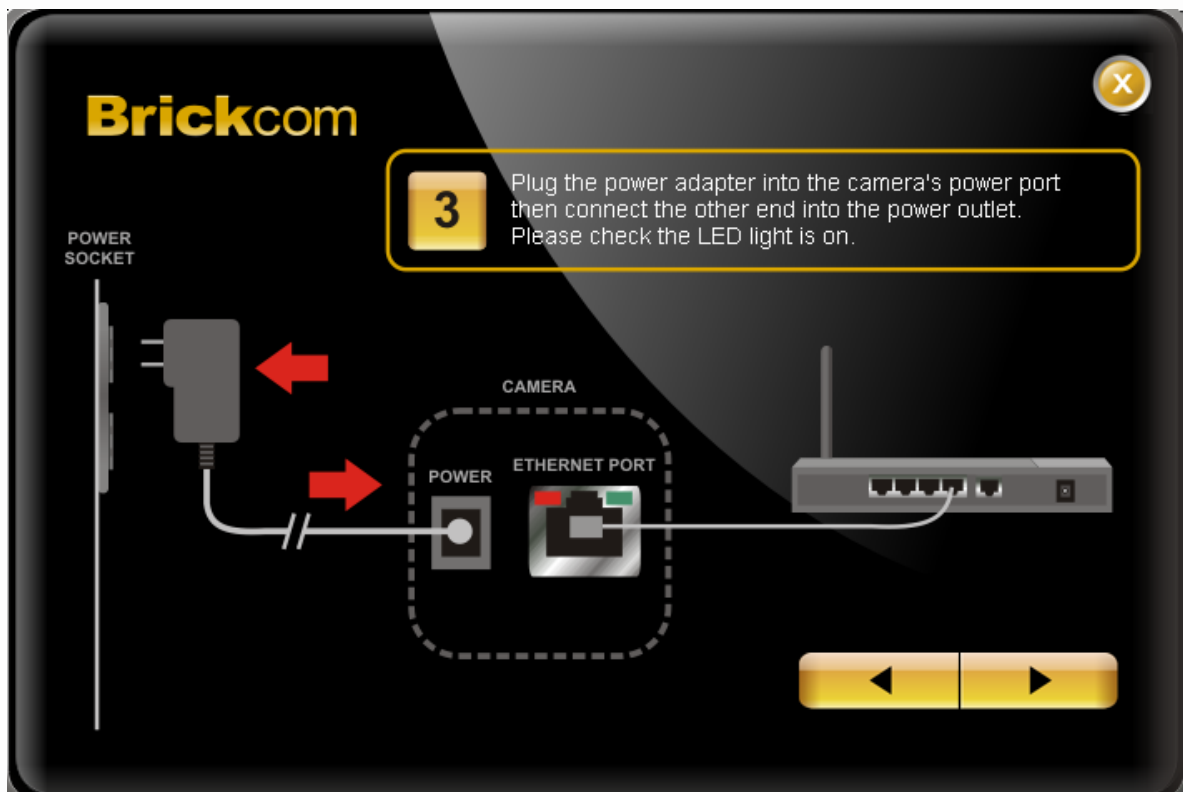 Brickcom
X
3
Plug the power adapter into the camera's power port
then connect the other end into the power outlet.
Please check the LED light is on.
POWER
SOCKET
CAMERA
POWER
ETHERNET PORT